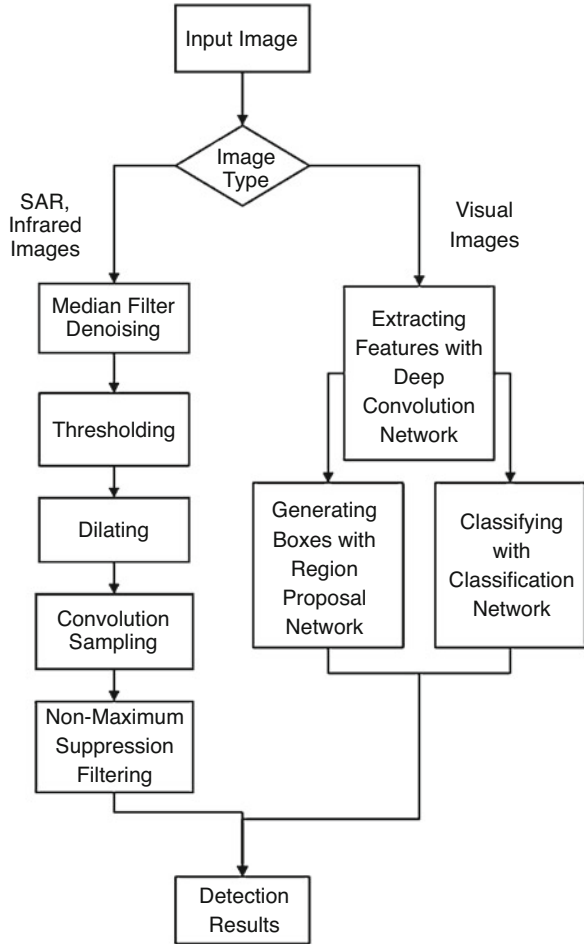 Input Image
Image
Type
SAR,
Infrared
Images
Visual
Images
Median Filter
Denoising
Thresholding
Dilating
Convolution
Sampling
Non-Maximum
Suppression
Filtering
Extracting
Features with
Deep
Convolution
Network
Generating
Boxes with
Region
Proposal
Network
Classifying
with
Classification
Network
Detection
Results